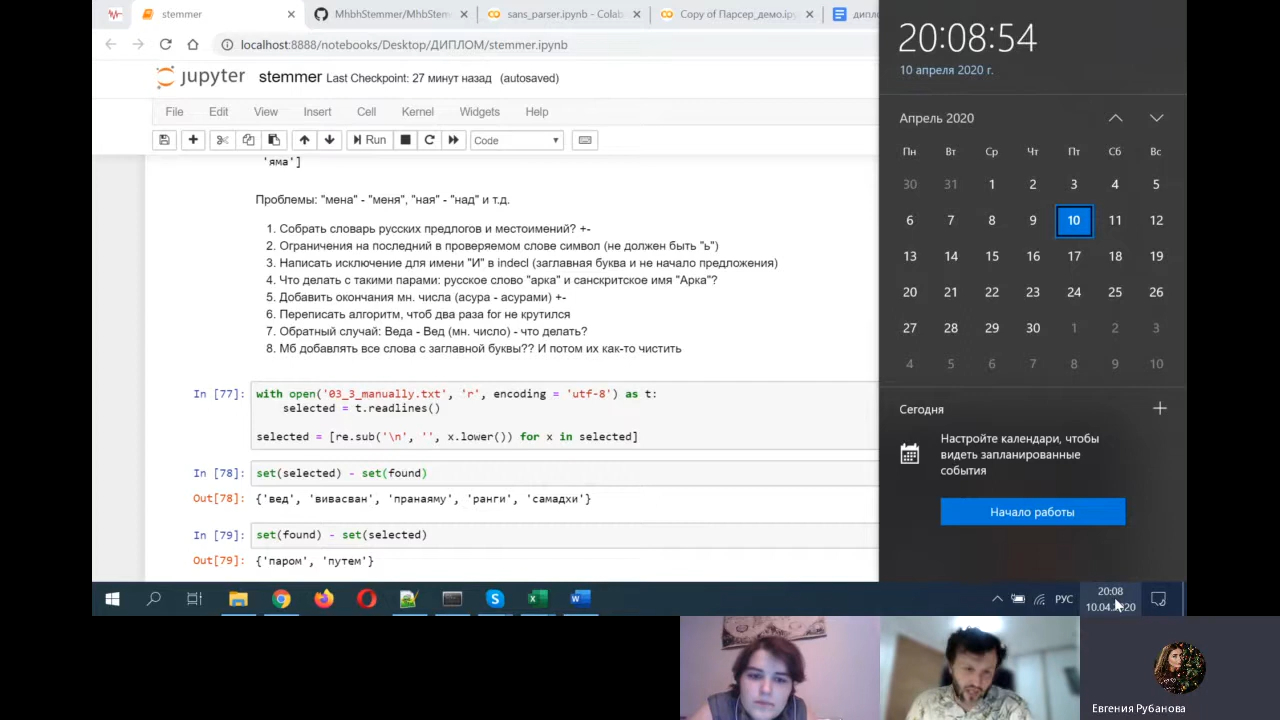 stemmer
MhbhStemmer/MhbStem
sans_parser.ipynb - Colab
Copy of Парсер_демо.ip
дипло
localhost:8888/notebooks/Desktop/ДИПЛОМ/stemmer.ipynb
jupyter stemmer Last Checkpoint: 27 минут назад (autosaved)
File Edit View Insert Cell Kernel Widgets Help
Run Code
'яма']
Проблемы: "мена" - "меня", "ная" - "над" и т.д.
1. Собрать словарь русских предлогов и местоимений? +-
2. Ограничения на последний в проверяемом слове символ (не должен быть "ь")
3. Написать исключение для имени "И" в indecl (заглавная буква и не начало предложения)
4. Что делать с такими парами: русское слово "арка" и санскритское имя "Арка"?
5. Добавить окончания мн. числа (асура - асурами) +-
6. Переписать алгоритм, чтоб два раза for не крутился
7. Обратный случай: Веда - Вед (мн. число) - что делать?
8. Мб добавлять все слова с заглавной буквы?? И потом их как-то чистить
In [77]: with open('03_3_manually.txt', 'r', encoding = 'utf-8') as t:
selected = t.readlines()
selected = [re.sub('\n', '', x.lower()) for x in selected]
In [78]: set(selected) - set(found)
Out[78]: {'вед', 'вивасван', 'пранаяму', 'ранги', 'самадхи'}
In [79]: set(found) - set(selected)
Out[79]: {'паром', 'путем'}
20:08:54
10 апреля 2020 г.
Апрель 2020
Пн Вт Ср Чт Пт Сб Вс
30 31 1 2 3 4 5
6 7 8 9 10 11 12
13 14 15 16 17 18 19
20 21 22 23 24 25 26
27 28 29 30 1 2 3
4 5 6 7 8 9 10
Сегодня
Настройте календари, чтобы
видеть запланированные
события
Начало работы
РУС
20:08
10.04.2020
Евгения Рубанова